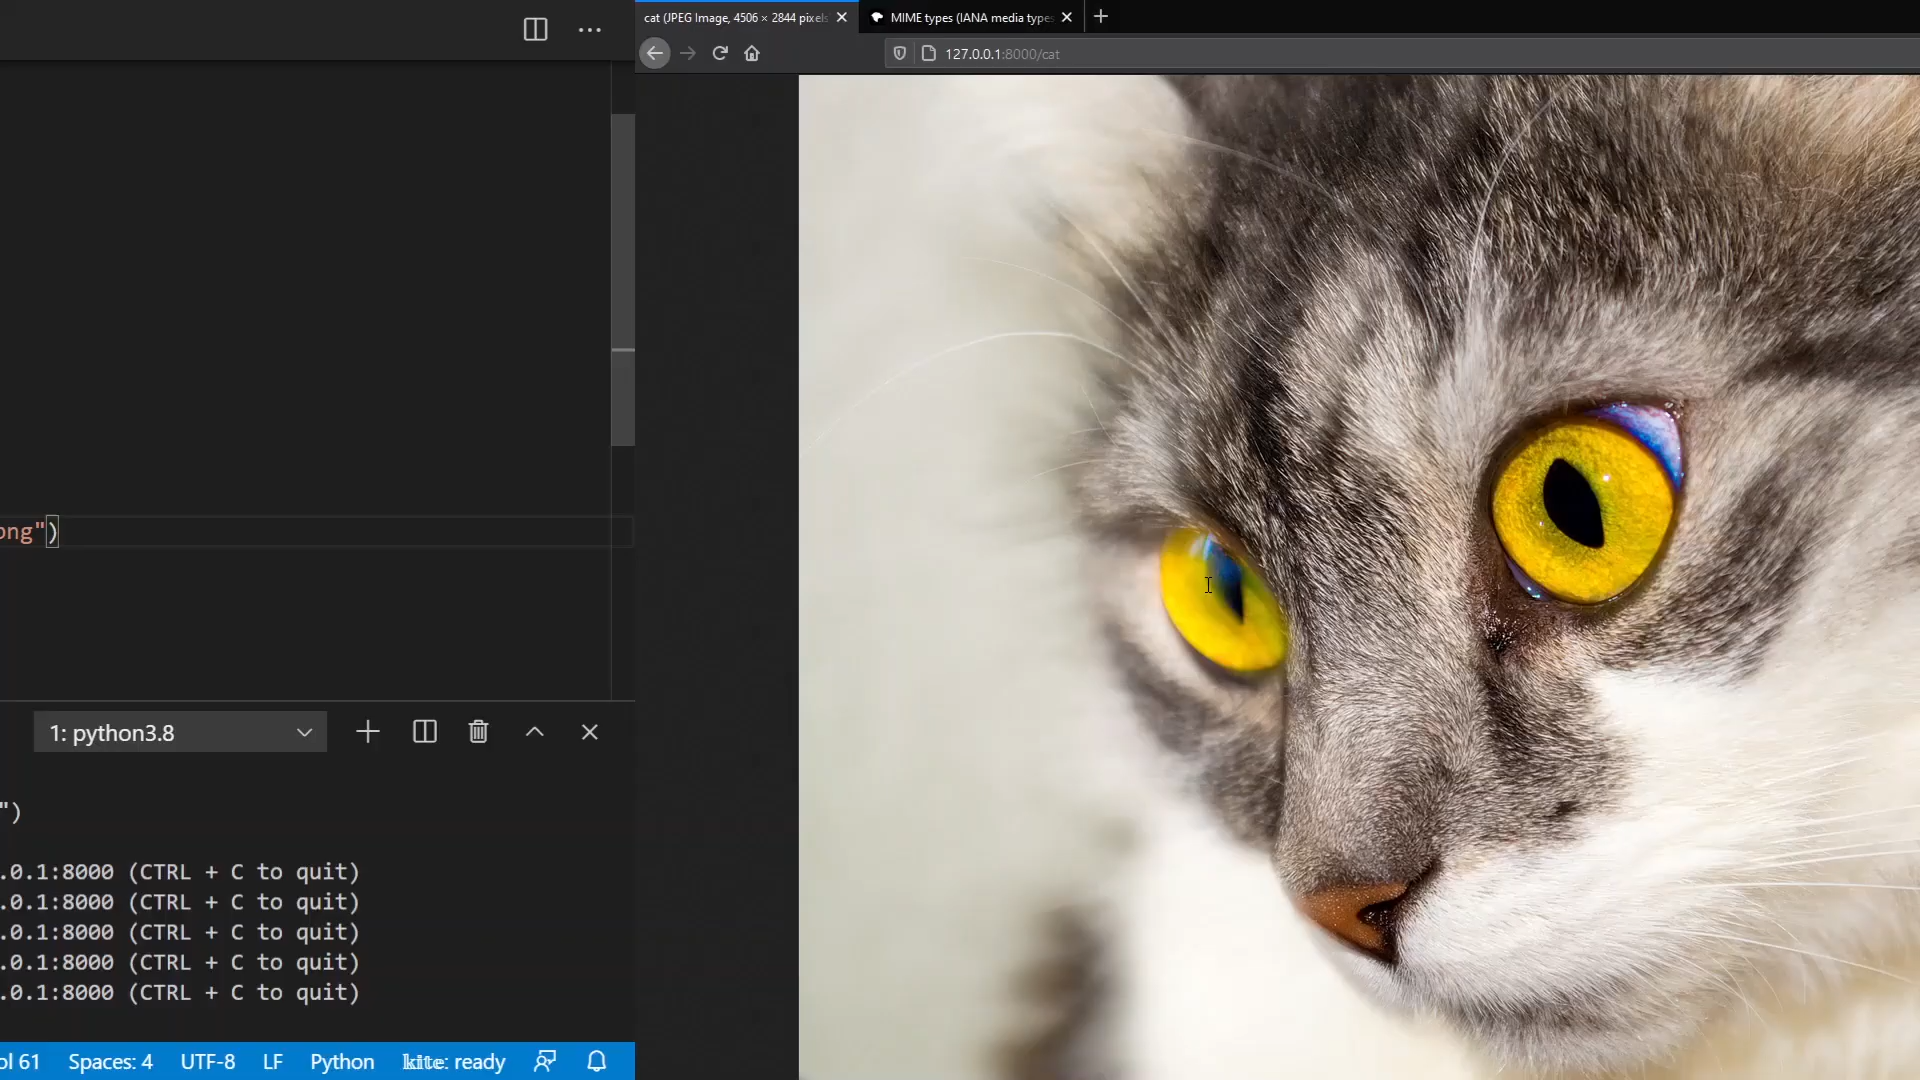 cat (JPEG Image, 4506 × 2844 pixels
MIME types (IANA media types
127.0.0.1:8000/cat
png")
1: python3.8
")
.0.1:8000 (CTRL + C to quit)
.0.1:8000 (CTRL + C to quit)
.0.1:8000 (CTRL + C to quit)
.0.1:8000 (CTRL + C to quit)
.0.1:8000 (CTRL + C to quit)
ol 61 Spaces: 4 UTF-8 LF Python kite: ready